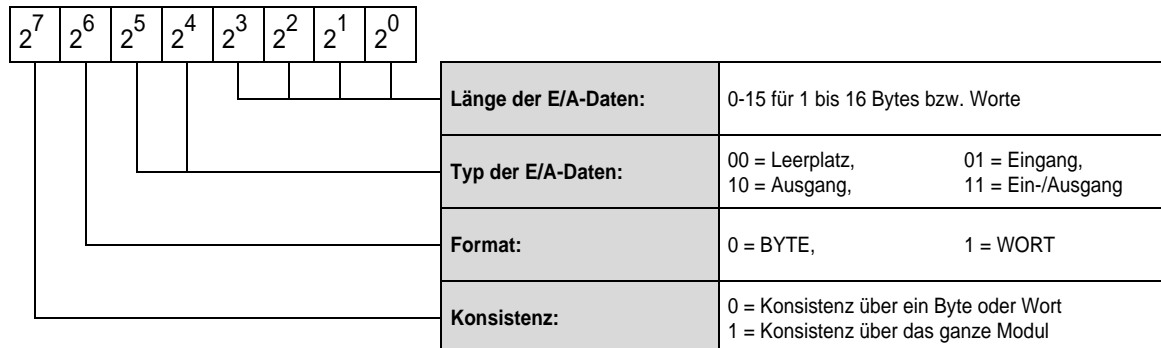 2^7 2^6 2^5 2^4 2^3 2^2 2^1 2^0
Länge der E/A-Daten: 0-15 für 1 bis 16 Bytes bzw. Worte
Typ der E/A-Daten: 00 = Leerplatz, 01 = Eingang,
10 = Ausgang, 11 = Ein-/Ausgang
Format: 0 = BYTE, 1 = WORT
Konsistenz: 0 = Konsistenz über ein Byte oder Wort
1 = Konsistenz über das ganze Modul